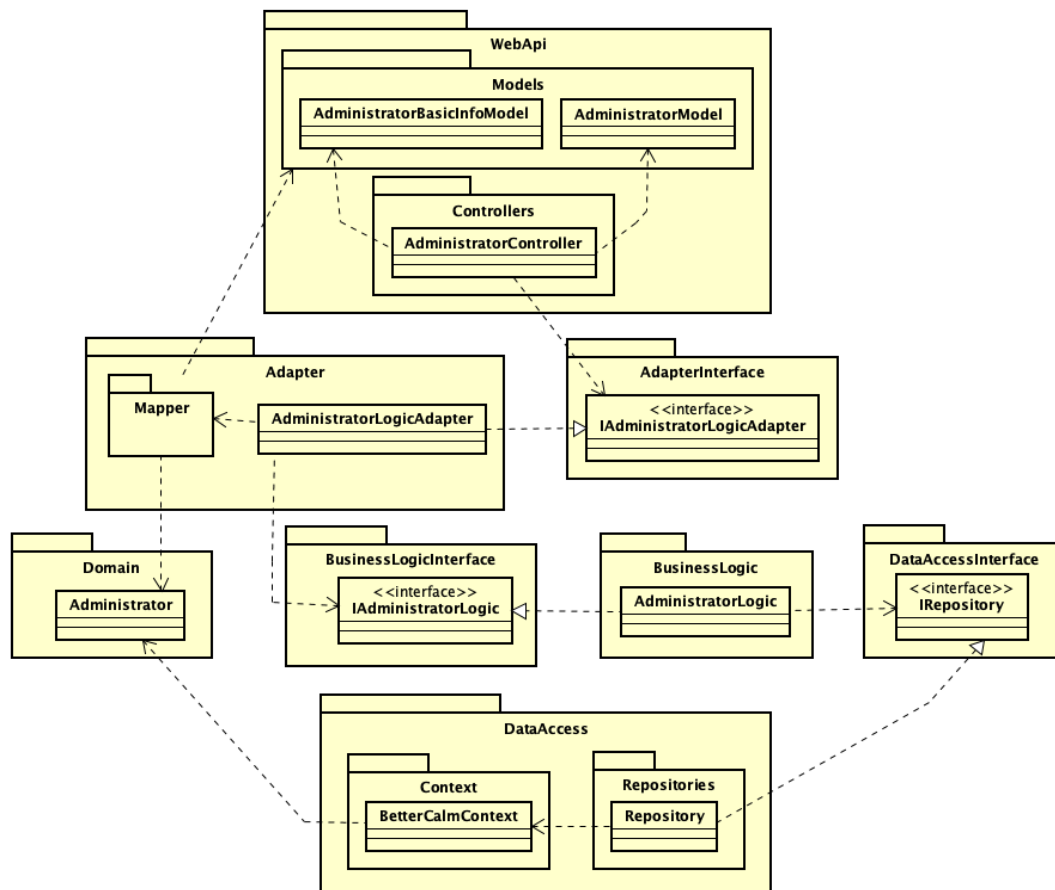 WebApi
Models
AdministratorBasicInfoModel
AdministratorModel
Controllers
AdministratorController
Adapter
AdapterInterface
Mapper
AdministratorLogicAdapter
<<interface>>
IAdministratorLogicAdapter
Domain
BusinessLogicInterface
BusinessLogic
DataAccessInterface
Administrator
<<interface>>
IAdministratorLogic
AdministratorLogic
<<interface>>
IRepository
DataAccess
Context
Repositories
BetterCalmContext
Repository